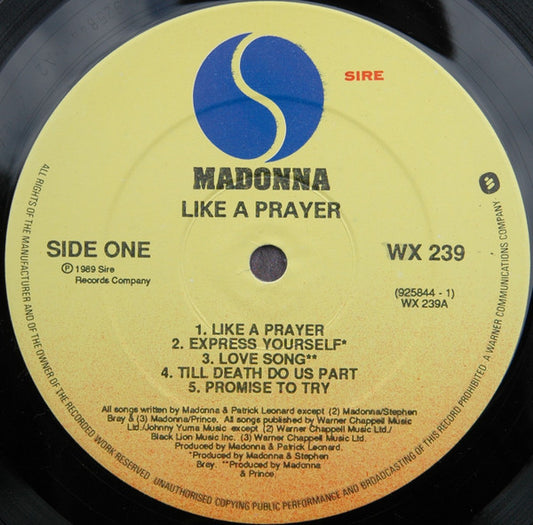 SIRE
MADONNA
LIKE A PRAYER
SIDE ONE
℗ 1989 Sire
Records Company
WX 239
(925844 - 1)
WX 239A
1. LIKE A PRAYER
2. EXPRESS YOURSELF*
3. LOVE SONG**
4. TILL DEATH DO US PART
5. PROMISE TO TRY
All songs written by Madonna & Patrick Leonard except (2) Madonna/Stephen
Bray & (3) Madonna/Prince. All songs published by Warner Chappell Music
Ltd./Johnny Yuma Music except (2) Warner Chappell Music Ltd./
Black Lion Music Inc. (3) Warner Chappell Music Ltd.
Produced by Madonna & Patrick Leonard.
*Produced by Madonna & Stephen
Bray. **Produced by Madonna
& Prince.
ALL RIGHTS OF THE MANUFACTURER AND OF THE OWNER OF THE RECORDED WORK RESERVED
UNAUTHORISED COPYING PUBLIC PERFORMANCE AND BROADCASTING OF THIS RECORD PROHIBITED
A WARNER COMMUNICATIONS COMPANY